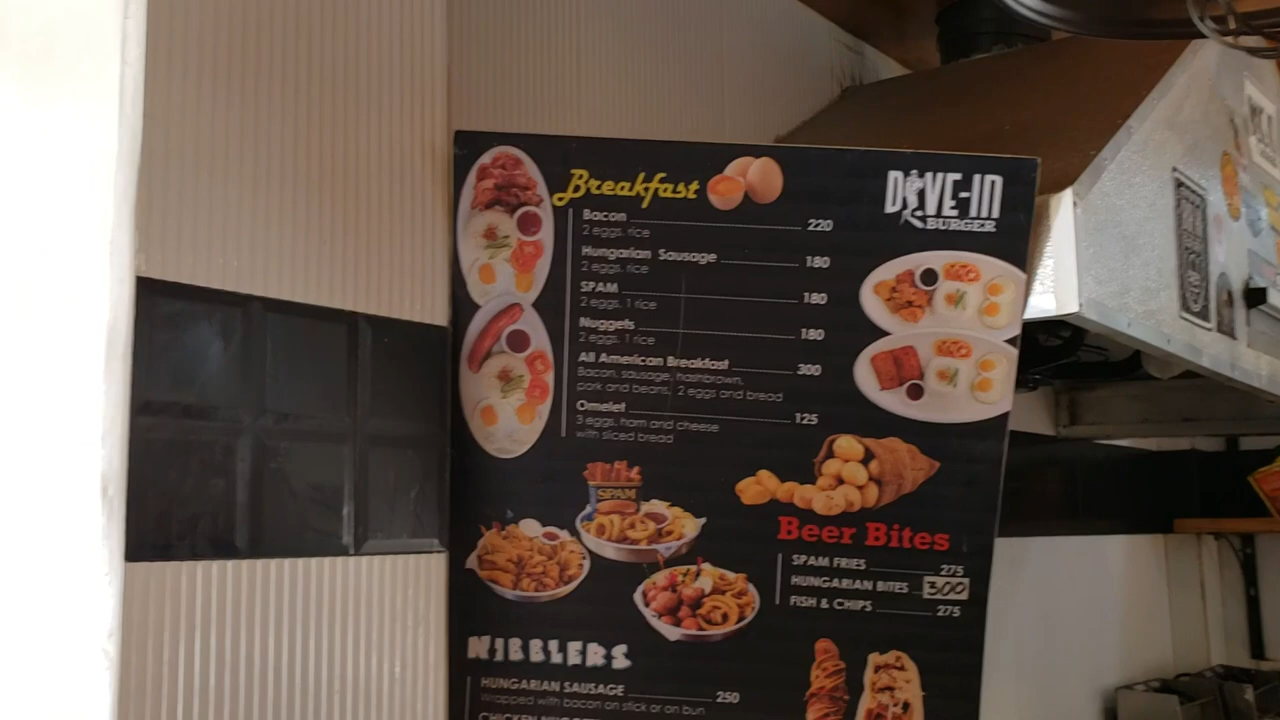 Breakfast
DIVE-IN
BURGER
Bacon 220
2 eggs, rice
Hungarian Sausage 180
2 eggs, rice
SPAM 180
2 eggs, 1 rice
Nuggets 180
2 eggs, 1 rice
All American Breakfast 300
Bacon, sausage, hashbrown,
pork and beans, 2 eggs and bread
Omelet 125
3 eggs, ham and cheese
with sliced bread
SPAM
Beer Bites
SPAM FRIES 275
HUNGARIAN BITES 300
FISH & CHIPS 275
NIBBLERS
HUNGARIAN SAUSAGE 250
Wrapped with bacon on stick or on bun